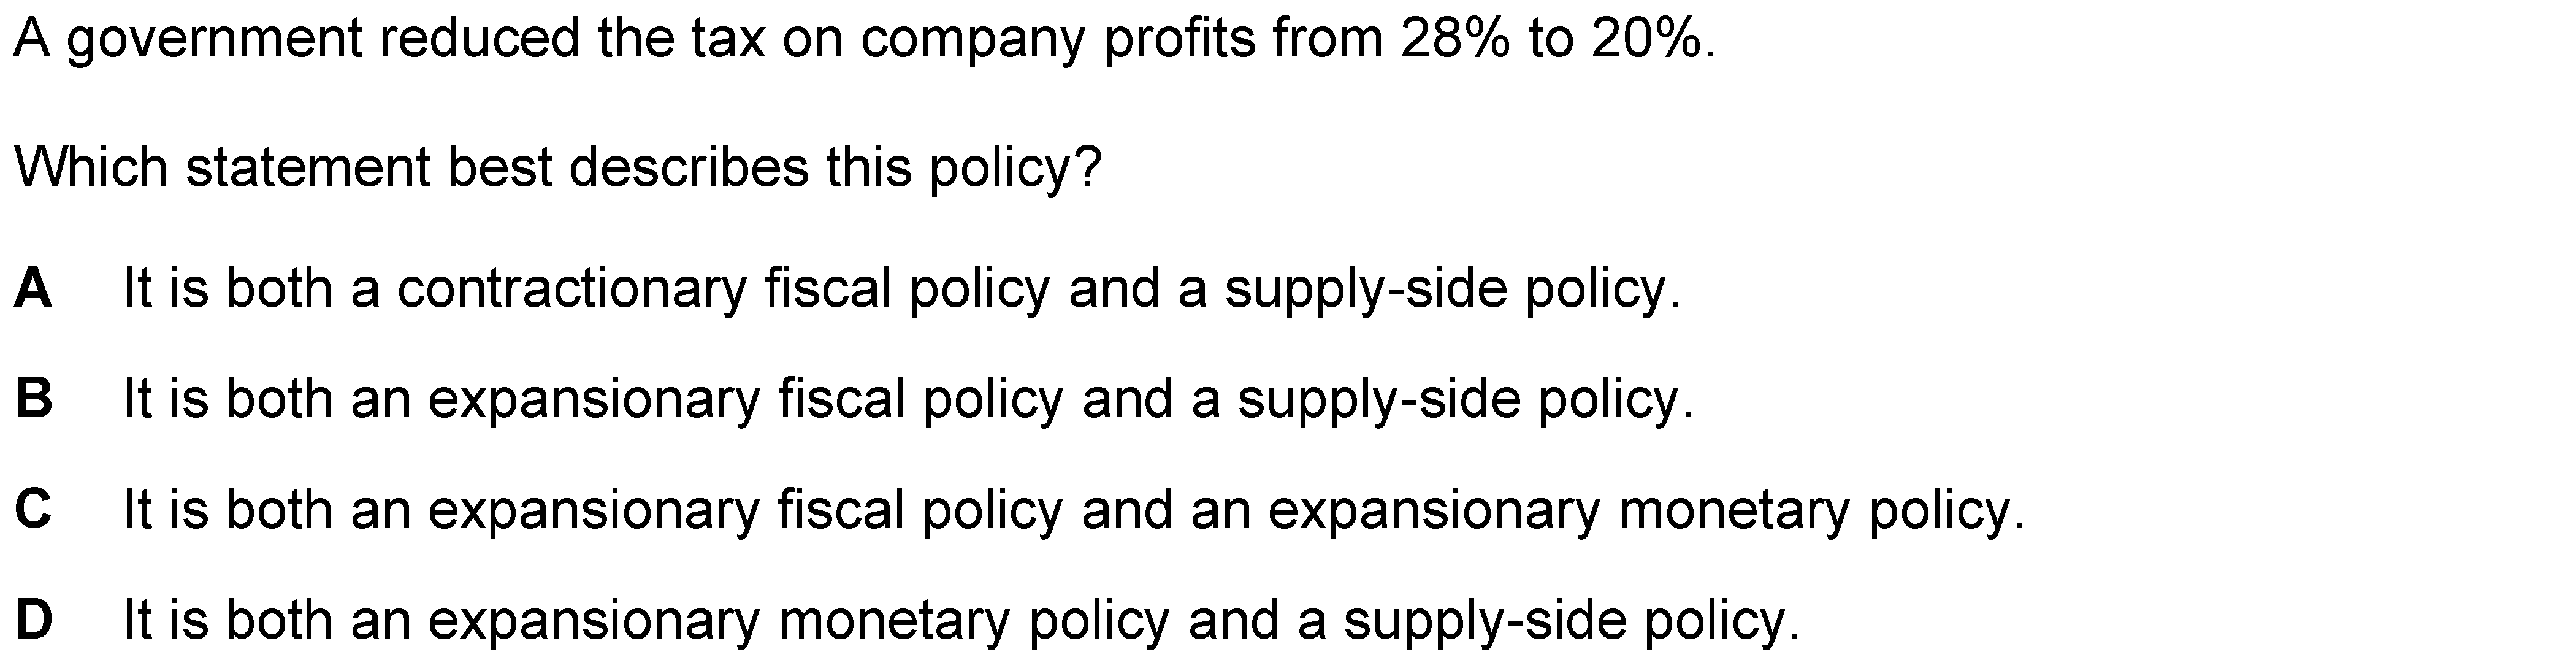 A government reduced the tax on company profits from 28% to 20%.
Which statement best describes this policy?
A It is both a contractionary fiscal policy and a supply-side policy.
B It is both an expansionary fiscal policy and a supply-side policy.
C It is both an expansionary fiscal policy and an expansionary monetary policy.
D It is both an expansionary monetary policy and a supply-side policy.